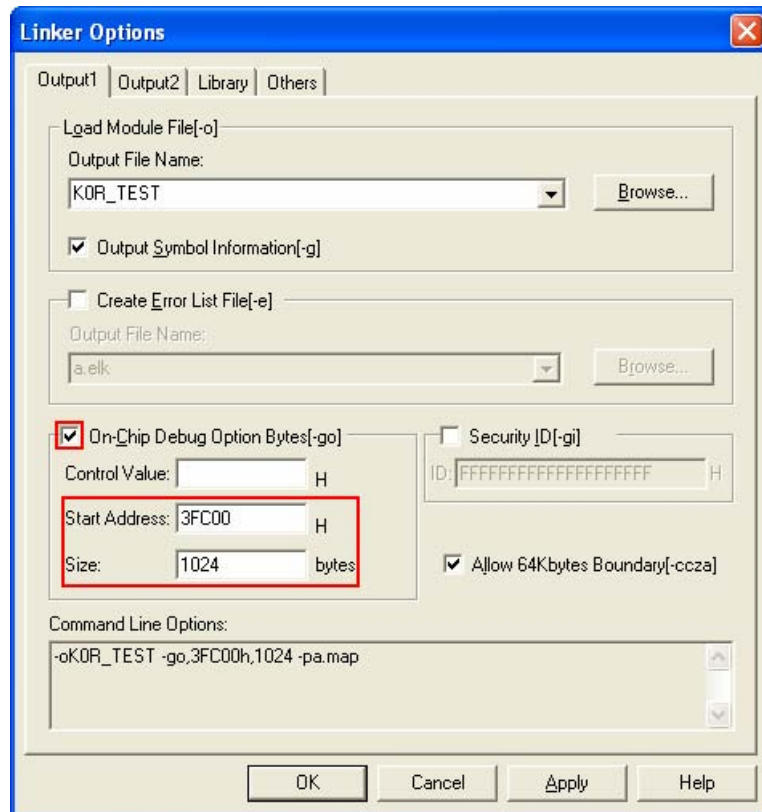 Linker Options
Output1 Output2 Library Others
Load Module File[-o]
Output File Name:
K0R_TEST
Browse...
Output Symbol Information[-g]
Create Error List File[-e]
Output File Name:
a.elk
Browse...
On-Chip Debug Option Bytes[-go]
Control Value: H
Start Address: 3FC00 H
Size: 1024 bytes
Security ID[-gi]
ID: FFFFFFFFFFFFFFFFFFFF H
Allow 64Kbytes Boundary[-ccza]
Command Line Options:
-oK0R_TEST -go,3FC00h,1024 -pa.map
OK Cancel Apply Help